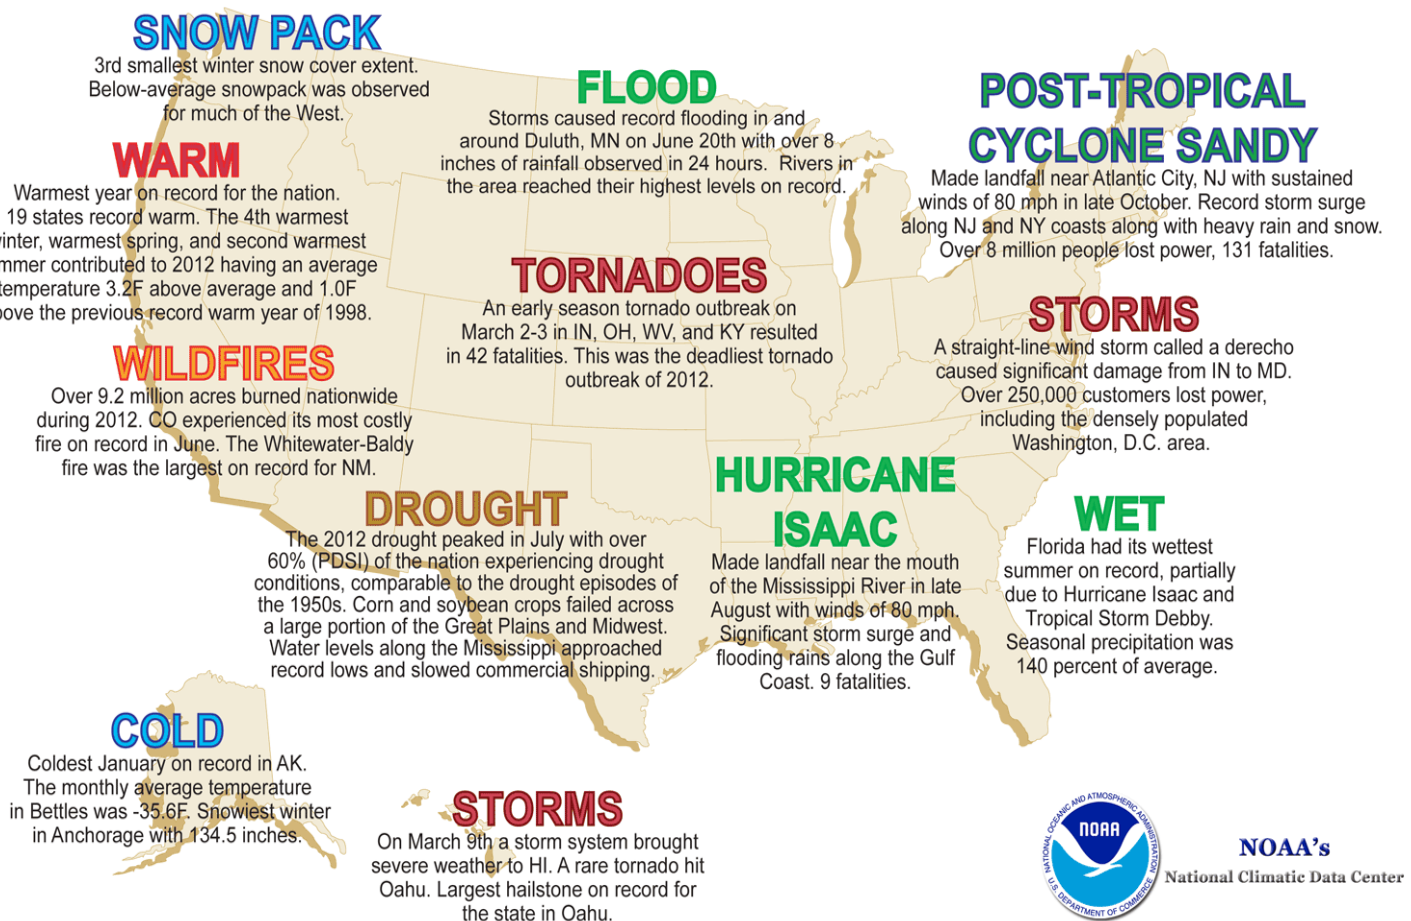 SNOW PACK
3rd smallest winter snow cover extent.
Below-average snowpack was observed
for much of the West.
WARM
Warmest year on record for the nation.
19 states record warm. The 4th warmest
inter, warmest spring, and second warmest
mmer contributed to 2012 having an average
temperature 3.2F above average and 1.0F
ove the previous record warm year of 1998.
WILDFIRES
Over 9.2 million acres burned nationwide
during 2012. CO experienced its most costly
fire on record in June. The Whitewater-Baldy
fire was the largest on record for NM.
FLOOD
Storms caused record flooding in and
around Duluth, MN on June 20th with over 8
inches of rainfall observed in 24 hours. Rivers in
the area reached their highest levels on record.
TORNADOES
An early season tornado outbreak on
March 2-3 in IN, OH, WV, and KY resulted
in 42 fatalities. This was the deadliest tornado
outbreak of 2012.
POST-TROPICAL
CYCLONE SANDY
Made landfall near Atlantic City, NJ with sustained
winds of 80 mph in late October. Record storm surge
along NJ and NY coasts along with heavy rain and snow.
Over 8 million people lost power, 131 fatalities.
STORMS
A straight-line wind storm called a derecho
caused significant damage from IN to MD.
Over 250,000 customers lost power,
including the densely populated
Washington, D.C. area.
DROUGHT
The 2012 drought peaked in July with over
60% (PDSI) of the nation experiencing drought
conditions, comparable to the drought episodes of
the 1950s. Corn and soybean crops failed across
a large portion of the Great Plains and Midwest.
Water levels along the Mississippi approached
record lows and slowed commercial shipping.
HURRICANE
ISAAC
Made landfall near the mouth
of the Mississippi River in late
August with winds of 80 mph.
Significant storm surge and
flooding rains along the Gulf
Coast. 9 fatalities.
WET
Florida had its wettest
summer on record, partially
due to Hurricane Isaac and
Tropical Storm Debby.
Seasonal precipitation was
140 percent of average.
COLD
Coldest January on record in AK.
The monthly average temperature
in Bettles was -35.6F. Snowiest winter
in Anchorage with 134.5 inches.
STORMS
On March 9th a storm system brought
severe weather to HI. A rare tornado hit
Oahu. Largest hailstone on record for
the state in Oahu.
NATIONAL OCEANIC AND ATMOSPHERIC ADMINISTRATION
NOAA
U.S. DEPARTMENT OF COMMERCE
NOAA's
National Climatic Data Center